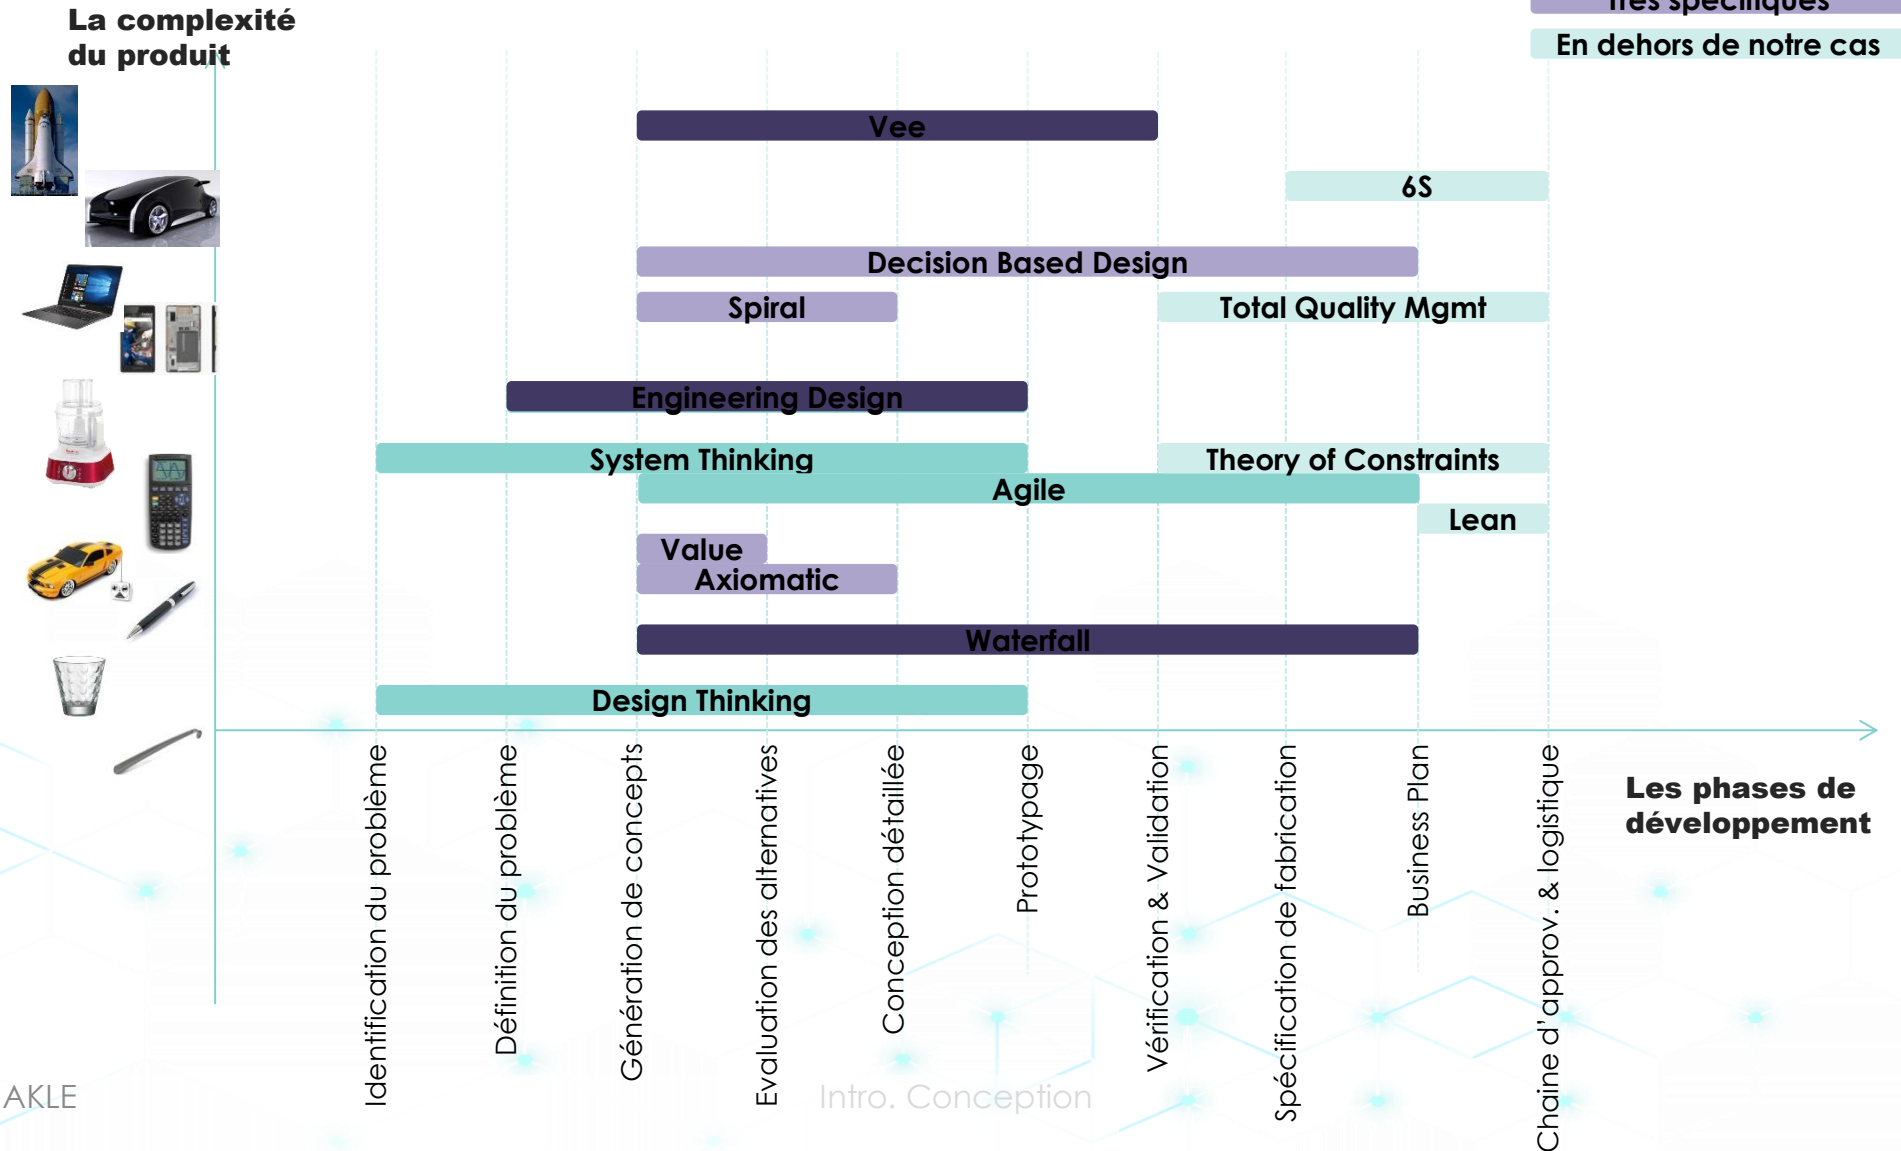 La complexité
du produit
Très spécifiques
En dehors de notre cas
Vee
6S
Decision Based Design
Spiral
Total Quality Mgmt
Engineering Design
System Thinking
Theory of Constraints
Agile
Lean
Value
Axiomatic
Waterfall
Design Thinking
Identification du problème
Définition du problème
Génération de concepts
Evaluation des alternatives
Conception détaillée
Prototypage
Vérification & Validation
Spécification de fabrication
Business Plan
Chaine d'approv. & logistique
Les phases de
développement
AKLE
Intro. Conception